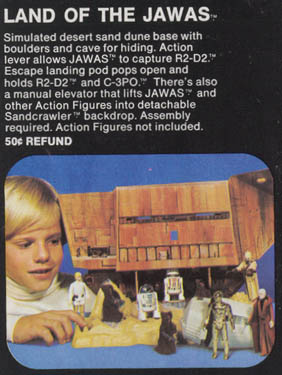 LAND OF THE JAWAS™
Simulated desert sand dune base with
boulders and cave for hiding. Action
lever allows JAWAS™ to capture R2-D2.™
Escape landing pod pops open and
holds R2-D2™ and C-3PO.™ There's also
a manual elevator that lifts JAWAS™ and
other Action Figures into detachable
Sandcrawler™ backdrop. Assembly
required. Action Figures not included.
50¢ REFUND